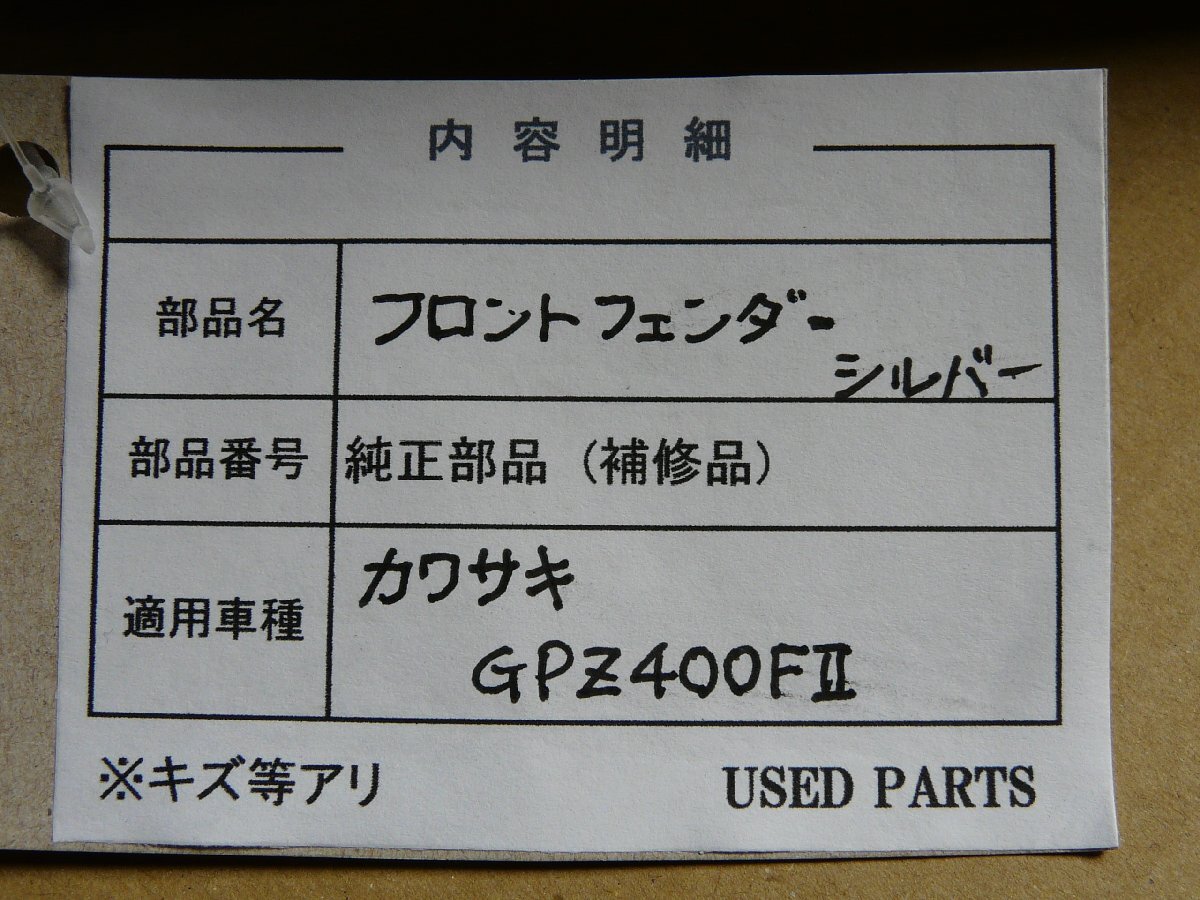 内容明細
部品名 フロントフェンダー
シルバー
部品番号 純正部品（補修品）
適用車種 カワサキ
GPZ400FⅡ
※キズ等アリ USED PARTS